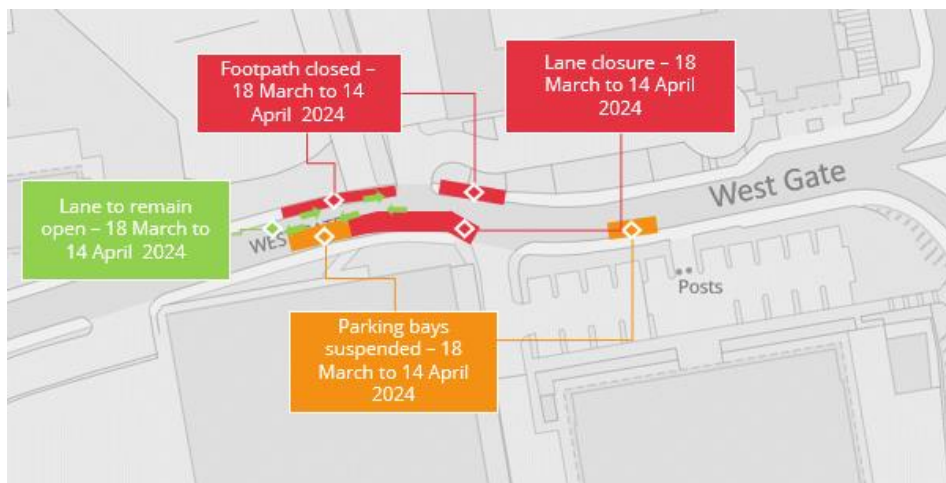 Footpath closed –
18 March to 14
April 2024
Lane closure – 18
March to 14 April
2024
Lane to remain
open – 18 March to
14 April 2024
West Gate
WES
Posts
Parking bays
suspended – 18
March to 14 April
2024